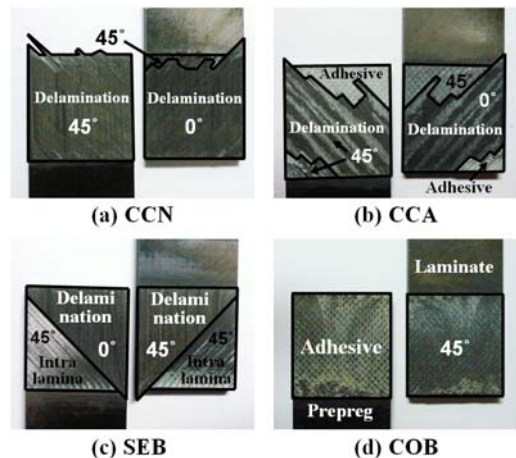 45°
Delamination
45°
Delamination
0°
(a) CCN
Adhesive
Delamination
45°
45°
0°
Delamination
Adhesive
(b) CCA
Delami
nation
45°
0°
Intra
lamina
Delami
nation
45°
45°
Intra
lamina
(c) SEB
Adhesive
Prepreg
Laminate
45°
(d) COB